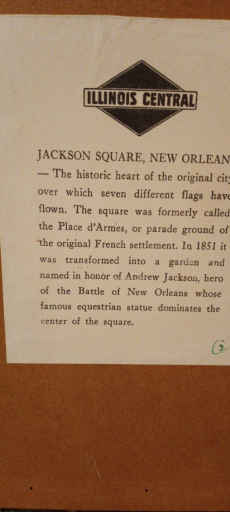 ILLINOIS CENTRAL
JACKSON SQUARE, NEW ORLEAN
— The historic heart of the original city
over which seven different flags have
flown. The square was formerly called
the Place d'Armes, or parade ground of
the original French settlement. In 1851 it
was transformed into a garden and
named in honor of Andrew Jackson, hero
of the Battle of New Orleans whose
famous equestrian statue dominates the
center of the square.